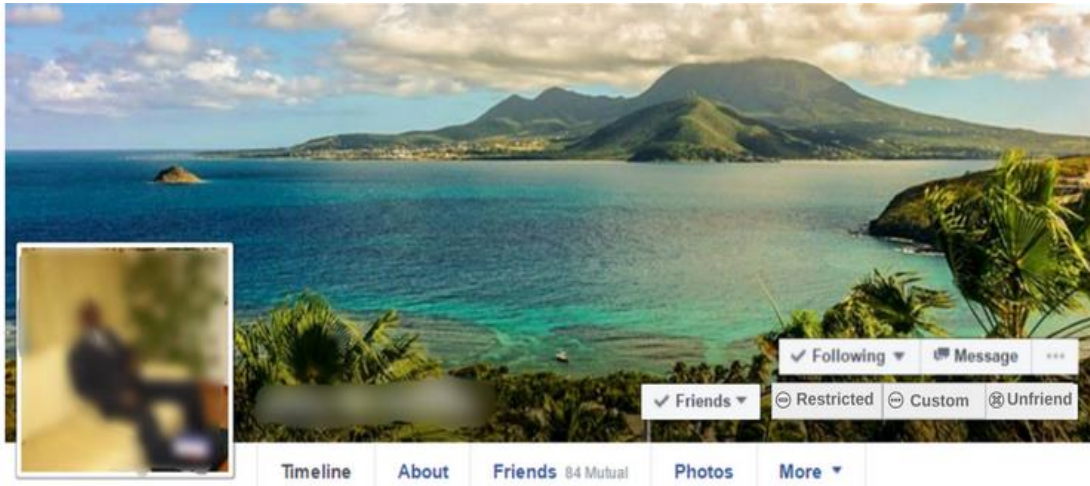 Following
Message
Friends
Restricted
Custom
Unfriend
Timeline
About
Friends 84 Mutual
Photos
More